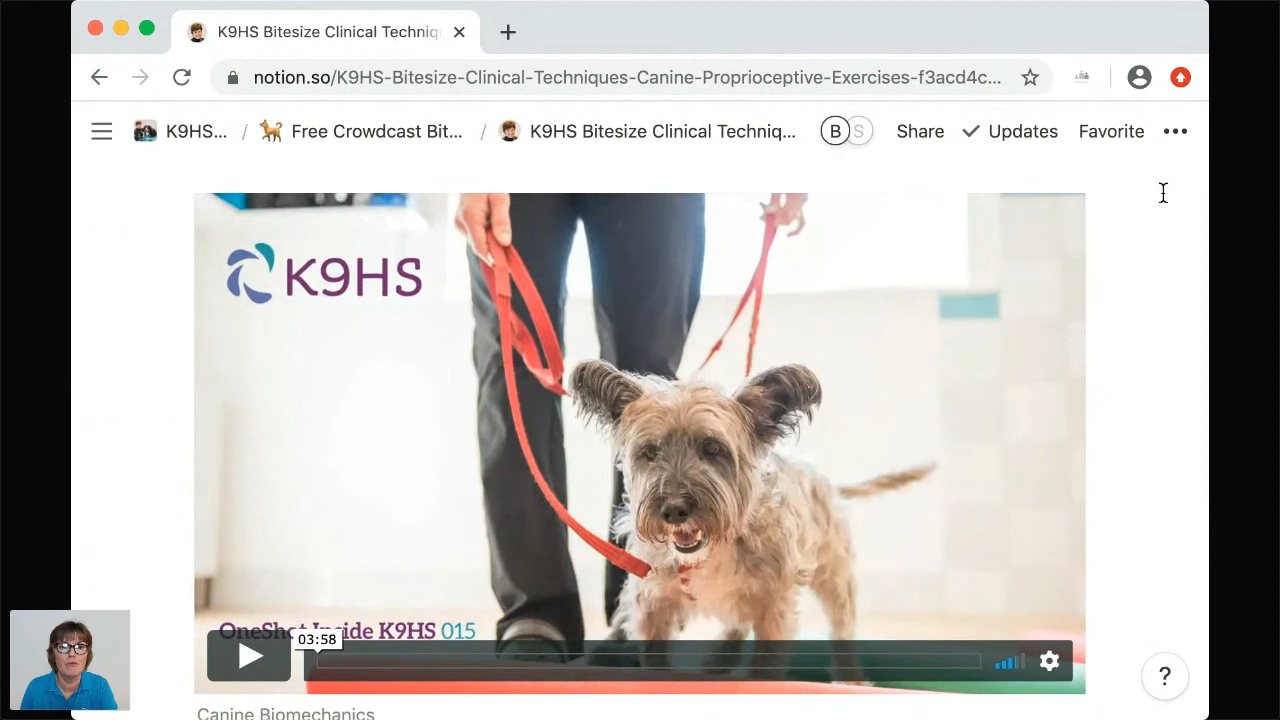 K9HS Bitesize Clinical Techniq
notion.so/K9HS-Bitesize-Clinical-Techniques-Canine-Proprioceptive-Exercises-f3acd4c...
K9HS... / Free Crowdcast Bit... / K9HS Bitesize Clinical Techniq... B S Share Updates Favorite
K9HS
OneShot Inside K9HS 015
03:58
?
Canine Biomechanics